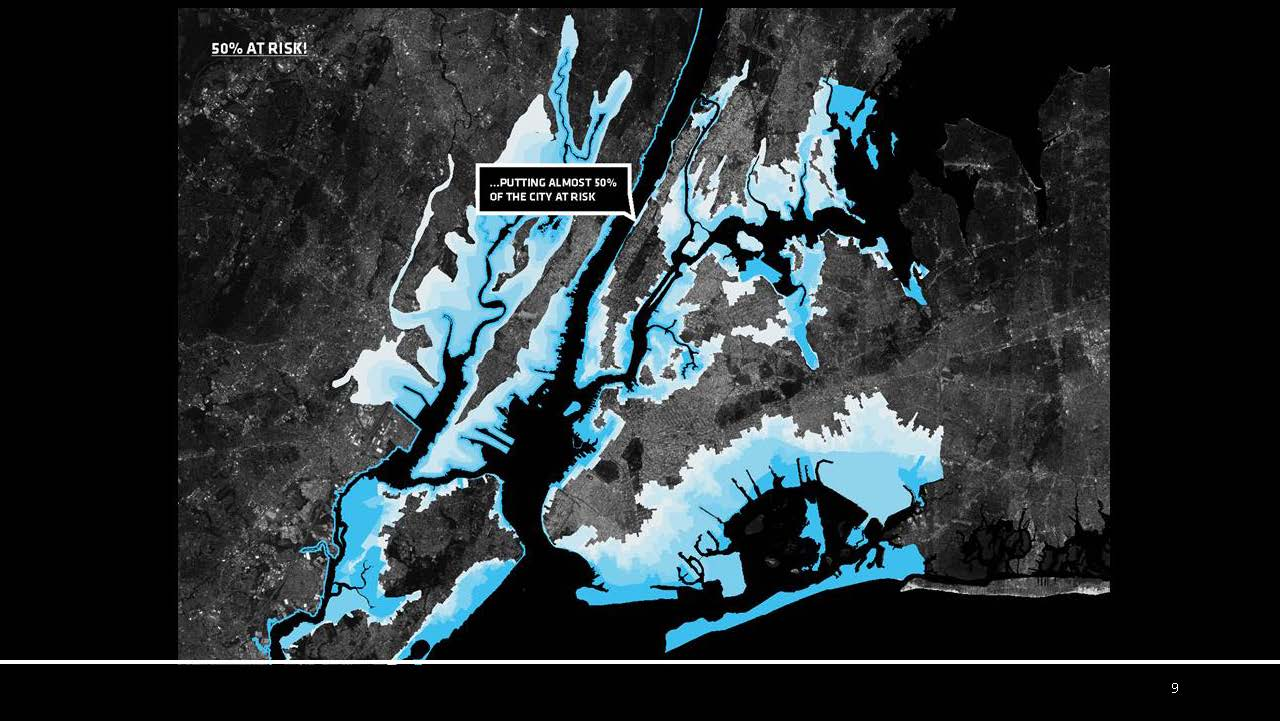 50% AT RISK!
...PUTTING ALMOST 50%
OF THE CITY AT RISK
9